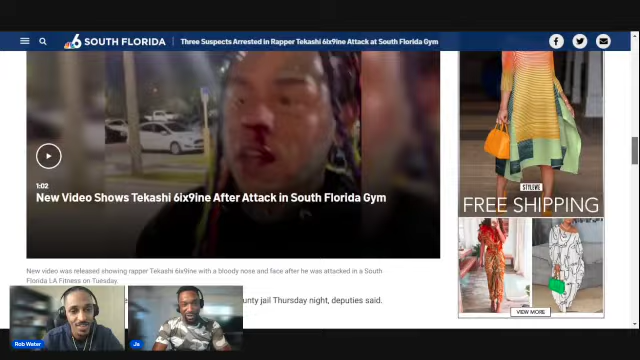 6 SOUTH FLORIDA
Three Suspects Arrested in Rapper Tekashi 6ix9ine Attack at South Florida Gym
1:02
New Video Shows Tekashi 6ix9ine After Attack in South Florida Gym
STYLEWE
FREE SHIPPING
VIEW MORE
New video was released showing rapper Tekashi 6ix9ine with a bloody nose and face after he was attacked in a South
Florida LA Fitness on Tuesday.
unty jail Thursday night, deputies said.
Rob Water
Ja